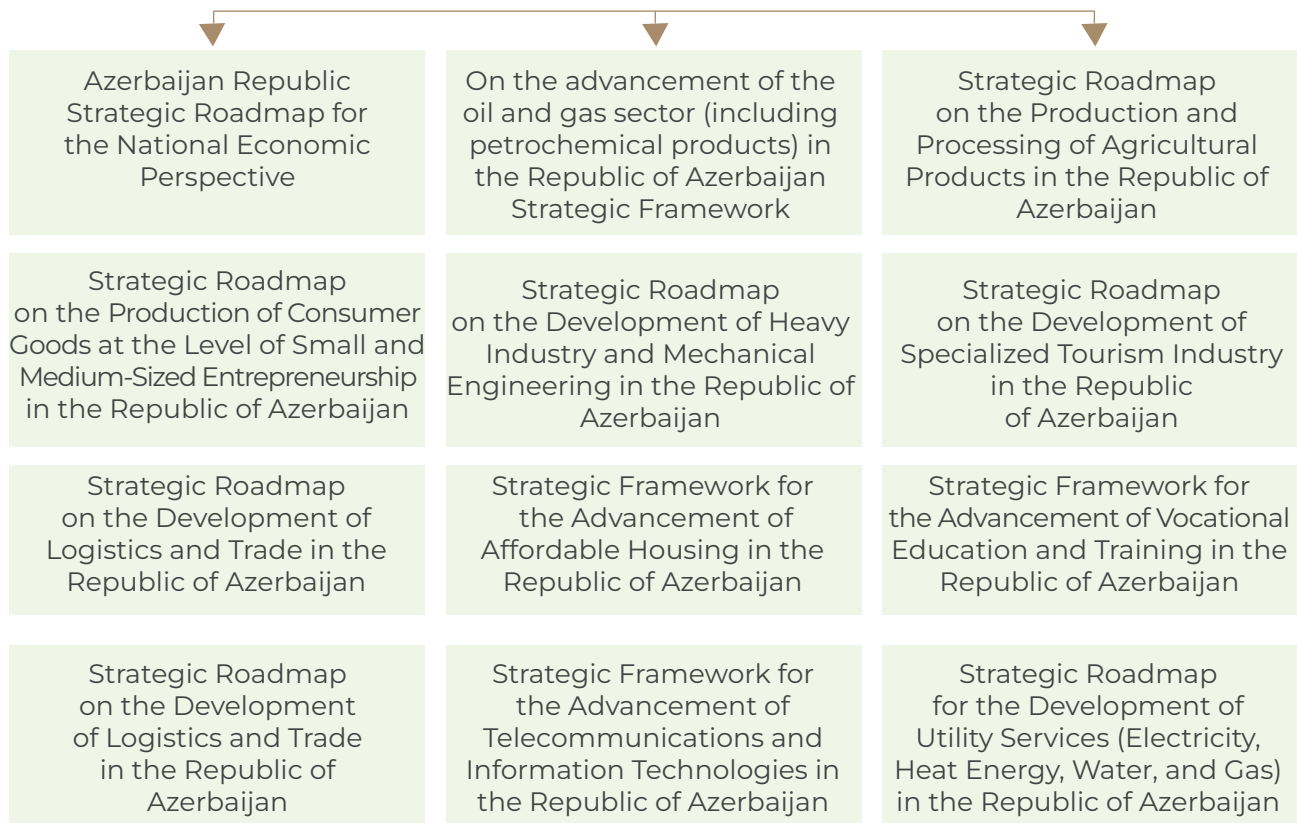 Azerbaijan Republic
Strategic Roadmap for
the National Economic
Perspective
On the advancement of the
oil and gas sector (including
petrochemical products) in
the Republic of Azerbaijan
Strategic Framework
Strategic Roadmap
on the Production and
Processing of Agricultural
Products in the Republic of
Azerbaijan
Strategic Roadmap
on the Production of Consumer
Goods at the Level of Small and
Medium-Sized Entrepreneurship
in the Republic of Azerbaijan
Strategic Roadmap
on the Development of Heavy
Industry and Mechanical
Engineering in the Republic of
Azerbaijan
Strategic Roadmap
on the Development of
Specialized Tourism Industry
in the Republic
of Azerbaijan
Strategic Roadmap
on the Development of
Logistics and Trade in the
Republic of Azerbaijan
Strategic Framework for
the Advancement of
Affordable Housing in the
Republic of Azerbaijan
Strategic Framework for
the Advancement of Vocational
Education and Training in the
Republic of Azerbaijan
Strategic Roadmap
on the Development
of Logistics and Trade
in the Republic of
Azerbaijan
Strategic Framework for
the Advancement of
Telecommunications and
Information Technologies in
the Republic of Azerbaijan
Strategic Roadmap
for the Development of
Utility Services (Electricity,
Heat Energy, Water, and Gas)
in the Republic of Azerbaijan